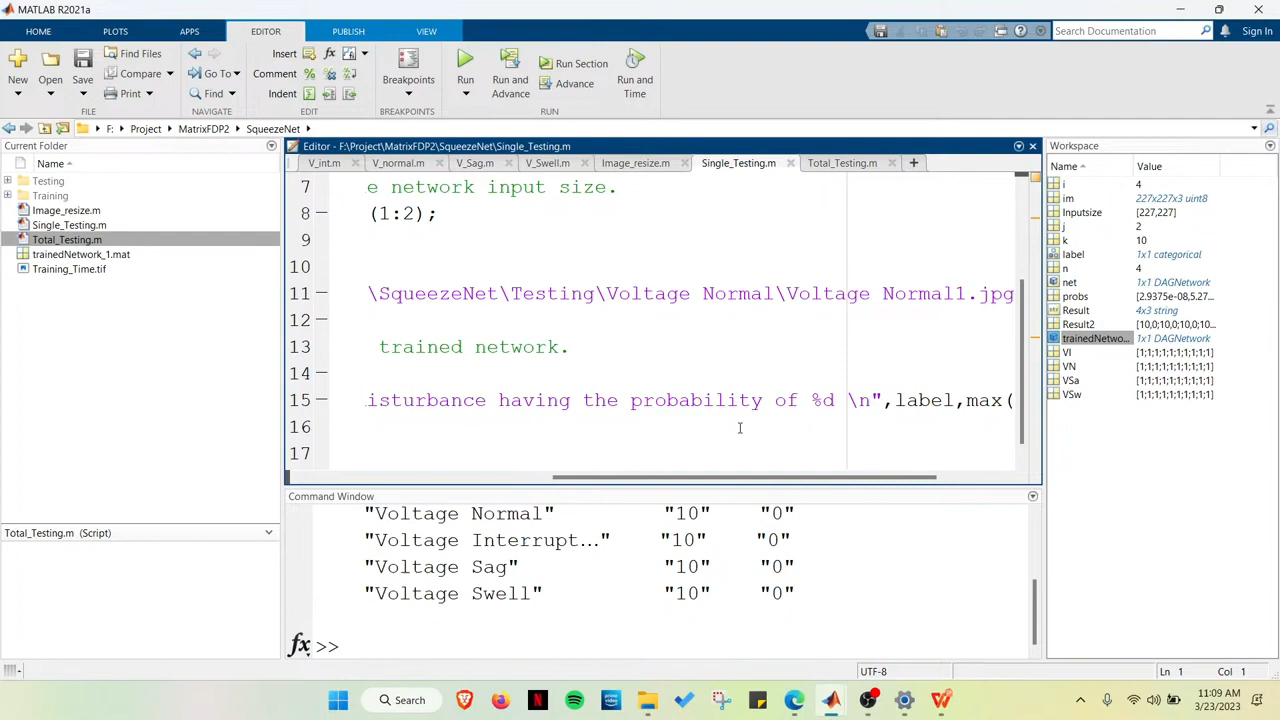 MATLAB R2021a
HOME
PLOTS
APPS
EDITOR
PUBLISH
VIEW
Search Documentation
Sign In
New
Open
Save
Find Files
Compare
Print
FILE
Go To
Find
NAVIGATE
Insert
fx
Comment
%
Indent
EDIT
Breakpoints
BREAKPOINTS
Run
Run and Advance
Run Section
Advance
Run and Time
RUN
F: Project MatrixFDP2 SqueezeNet
Current Folder
Name
Testing
Training
Image_resize.m
Single_Testing.m
Total_Testing.m
trainedNetwork_1.mat
Training_Time.tif
Total_Testing.m (Script)
Editor - F:\Project\MatrixFDP2\SqueezeNet\Single_Testing.m
V_int.m
V_normal.m
V_Sag.m
V_Swell.m
Image_resize.m
Single_Testing.m
Total_Testing.m
7 e network input size.
8 (1:2);
9
10
11 \SqueezeNet\Testing\Voltage Normal\Voltage Normal1.jpg
12
13 trained network.
14
15 isturbance having the probability of %d \n",label,max(
16
17
Command Window
"Voltage Normal" "10" "0"
"Voltage Interrupt…" "10" "0"
"Voltage Sag" "10" "0"
"Voltage Swell" "10" "0"
fx >>
Workspace
Name Value
i 4
im 227x227x3 uint8
Inputsize [227,227]
j 2
k 10
label 1x1 categorical
n 4
net 1x1 DAGNetwork
probs [2.9375e-08,5.27...
Result 4x3 string
Result2 [10,0;10,0;10,0;10...
trainedNetwo... 1x1 DAGNetwork
VI [1;1;1;1;1;1;1;1;1;1]
VN [1;1;1;1;1;1;1;1;1;1]
VSa [1;1;1;1;1;1;1;1;1;1]
VSw [1;1;1;1;1;1;1;1;1;1]
UTF-8
Ln 1 Col 1
Search
11:09 AM
3/23/2023